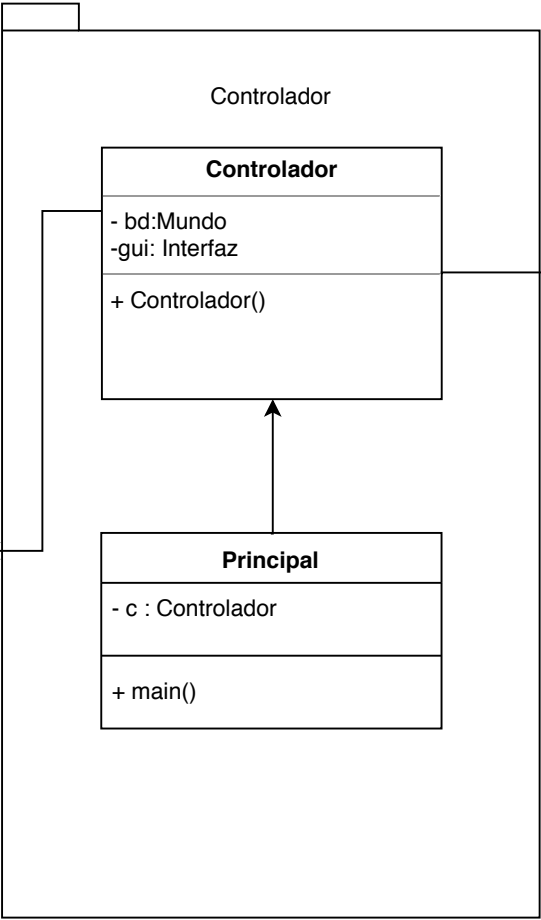 Controlador
Controlador
- bd:Mundo
-gui: Interfaz
+ Controlador()
Principal
- c : Controlador
+ main()